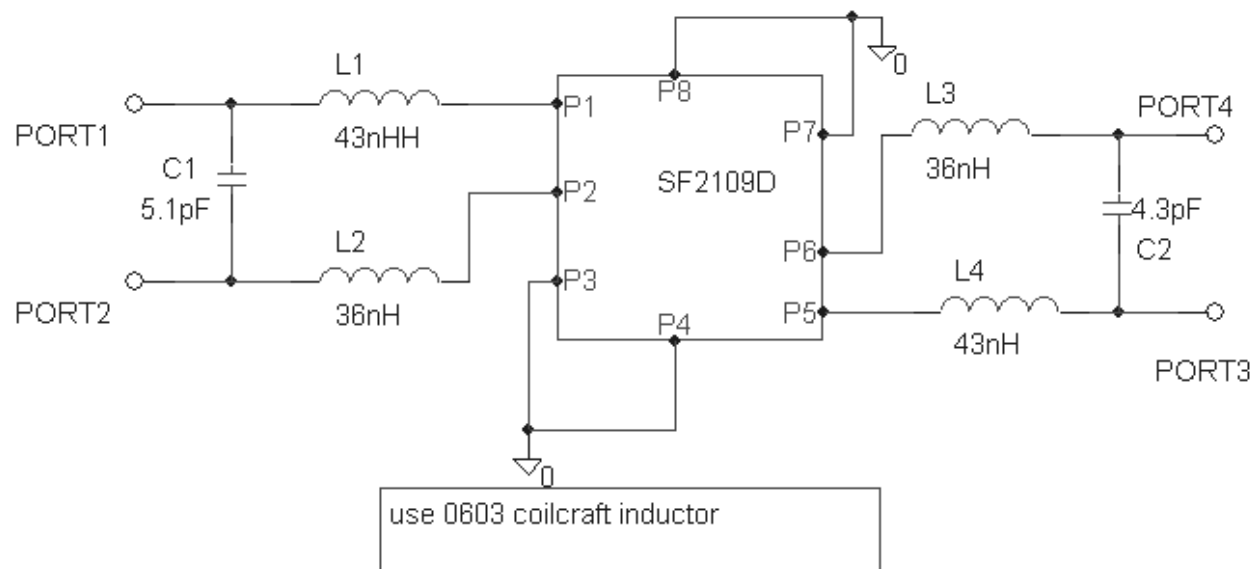 L1
PORT1
43nHH
C1
5.1pF
L2
PORT2
36nH
P1
P2
P3
P4
P8
P7
SF2109D
P6
P5
0
0
L3
36nH
PORT4
4.3pF
C2
L4
43nH
PORT3
use 0603 coilcraft inductor